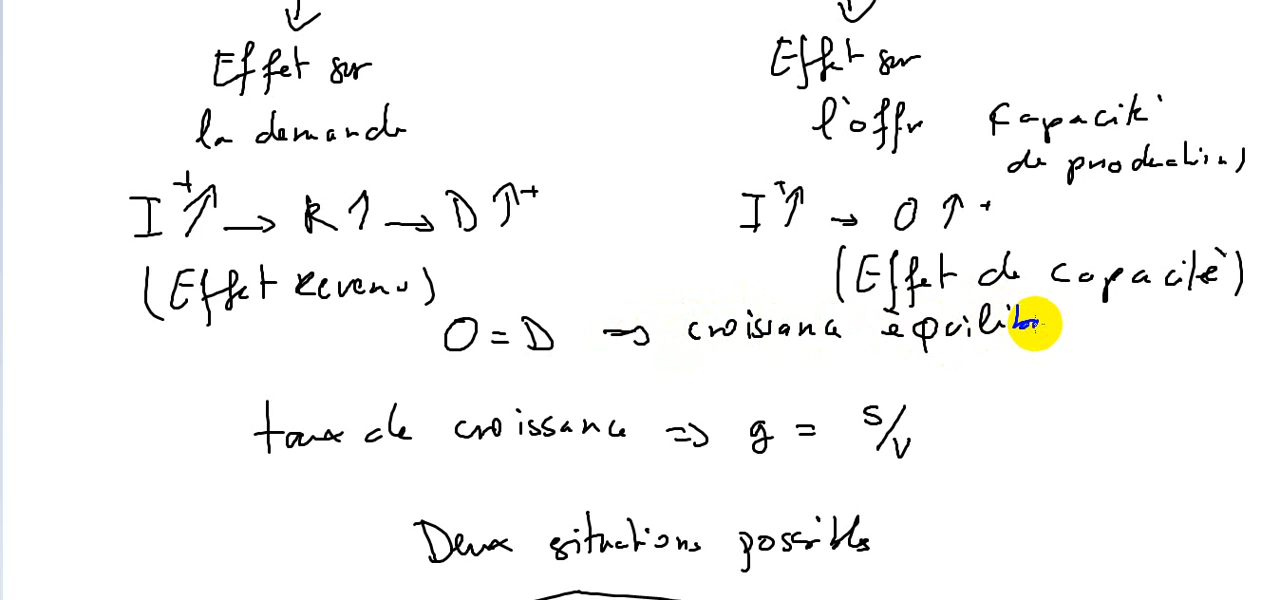 Effet sur
la demande
I ↑+ → R ↑ → D ↑+
(Effet Revenu)
Effet sur
l'offre (capacité
de production)
I ↑+ → O ↑+
(Effet de capacité)
O = D => croissance équilibr
taux de croissance => g = s/v
Deux situations possibles